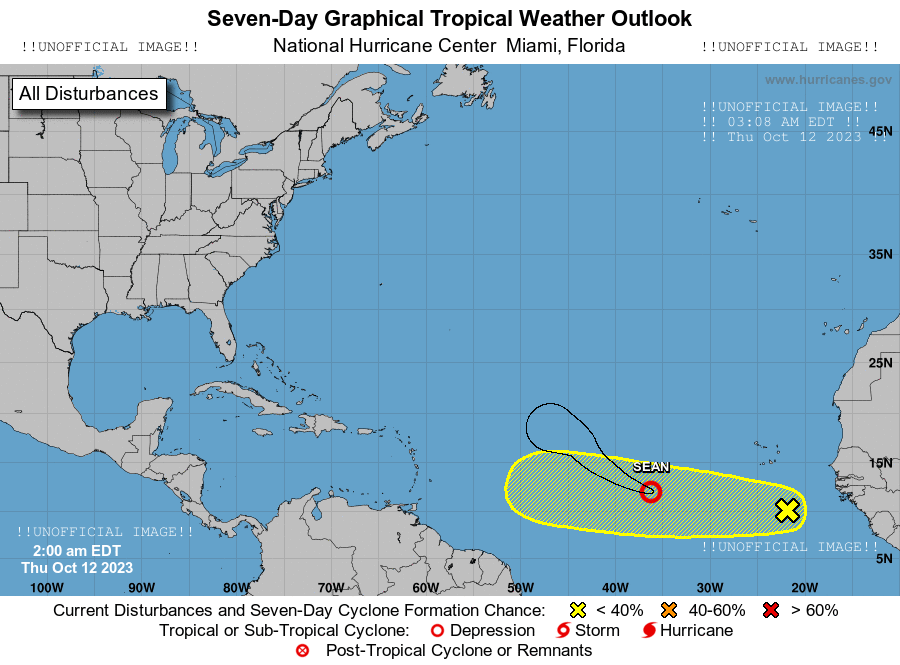 Seven-Day Graphical Tropical Weather Outlook
!!UNOFFICIAL IMAGE!!
National Hurricane Center  Miami, Florida
!!UNOFFICIAL IMAGE!!
All Disturbances
www.hurricanes.gov
!!UNOFFICIAL IMAGE!!
!! 03:08 AM EDT !!
!! Thu Oct 12 2023 !!
45N
35N
25N
SEAN
15N
!!UNOFFICIAL IMAGE!!
2:00 am EDT
Thu Oct 12 2023
!!UNOFFICIAL IMAGE!!
5N
100W 90W 80W 70W 60W 50W 40W 30W 20W
Current Disturbances and Seven-Day Cyclone Formation Chance: < 40% 40-60% > 60%
Tropical or Sub-Tropical Cyclone: Depression Storm Hurricane
Post-Tropical Cyclone or Remnants